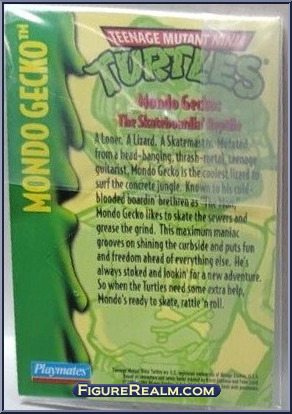 MONDO GECKO™
TEENAGE MUTANT NINJA
TURTLES
Mondo Gecko:
The Skateboardin' Reptile
A Loner. A Lizard. A Skatemaster. Mutated
from a head-banging, thrash-metal, teenage
guitarist, Mondo Gecko is the coolest lizard to
surf the concrete jungle. Known to his cold-
blooded boardin' brethren as "The Mon",
Mondo Gecko likes to skate the sewers and
grease the grind. This maximum maniac
grooves on shining the curbside and puts fun
and freedom ahead of everything else. He's
always stoked and lookin' for a new adventure.
So when the Turtles need some extra help,
Mondo's ready to skate, rattle 'n roll.
Playmates
FIGUREREALM.COM